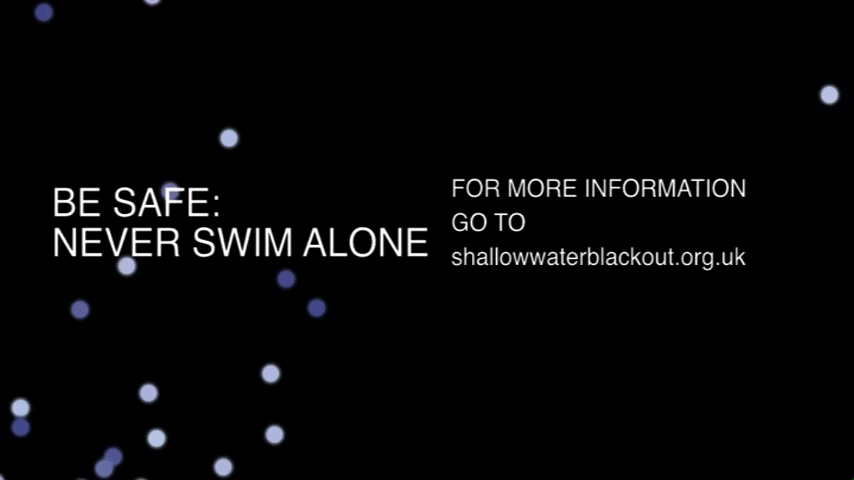 BE SAFE:
NEVER SWIM ALONE
FOR MORE INFORMATION
GO TO
shallowwaterblackout.org.uk